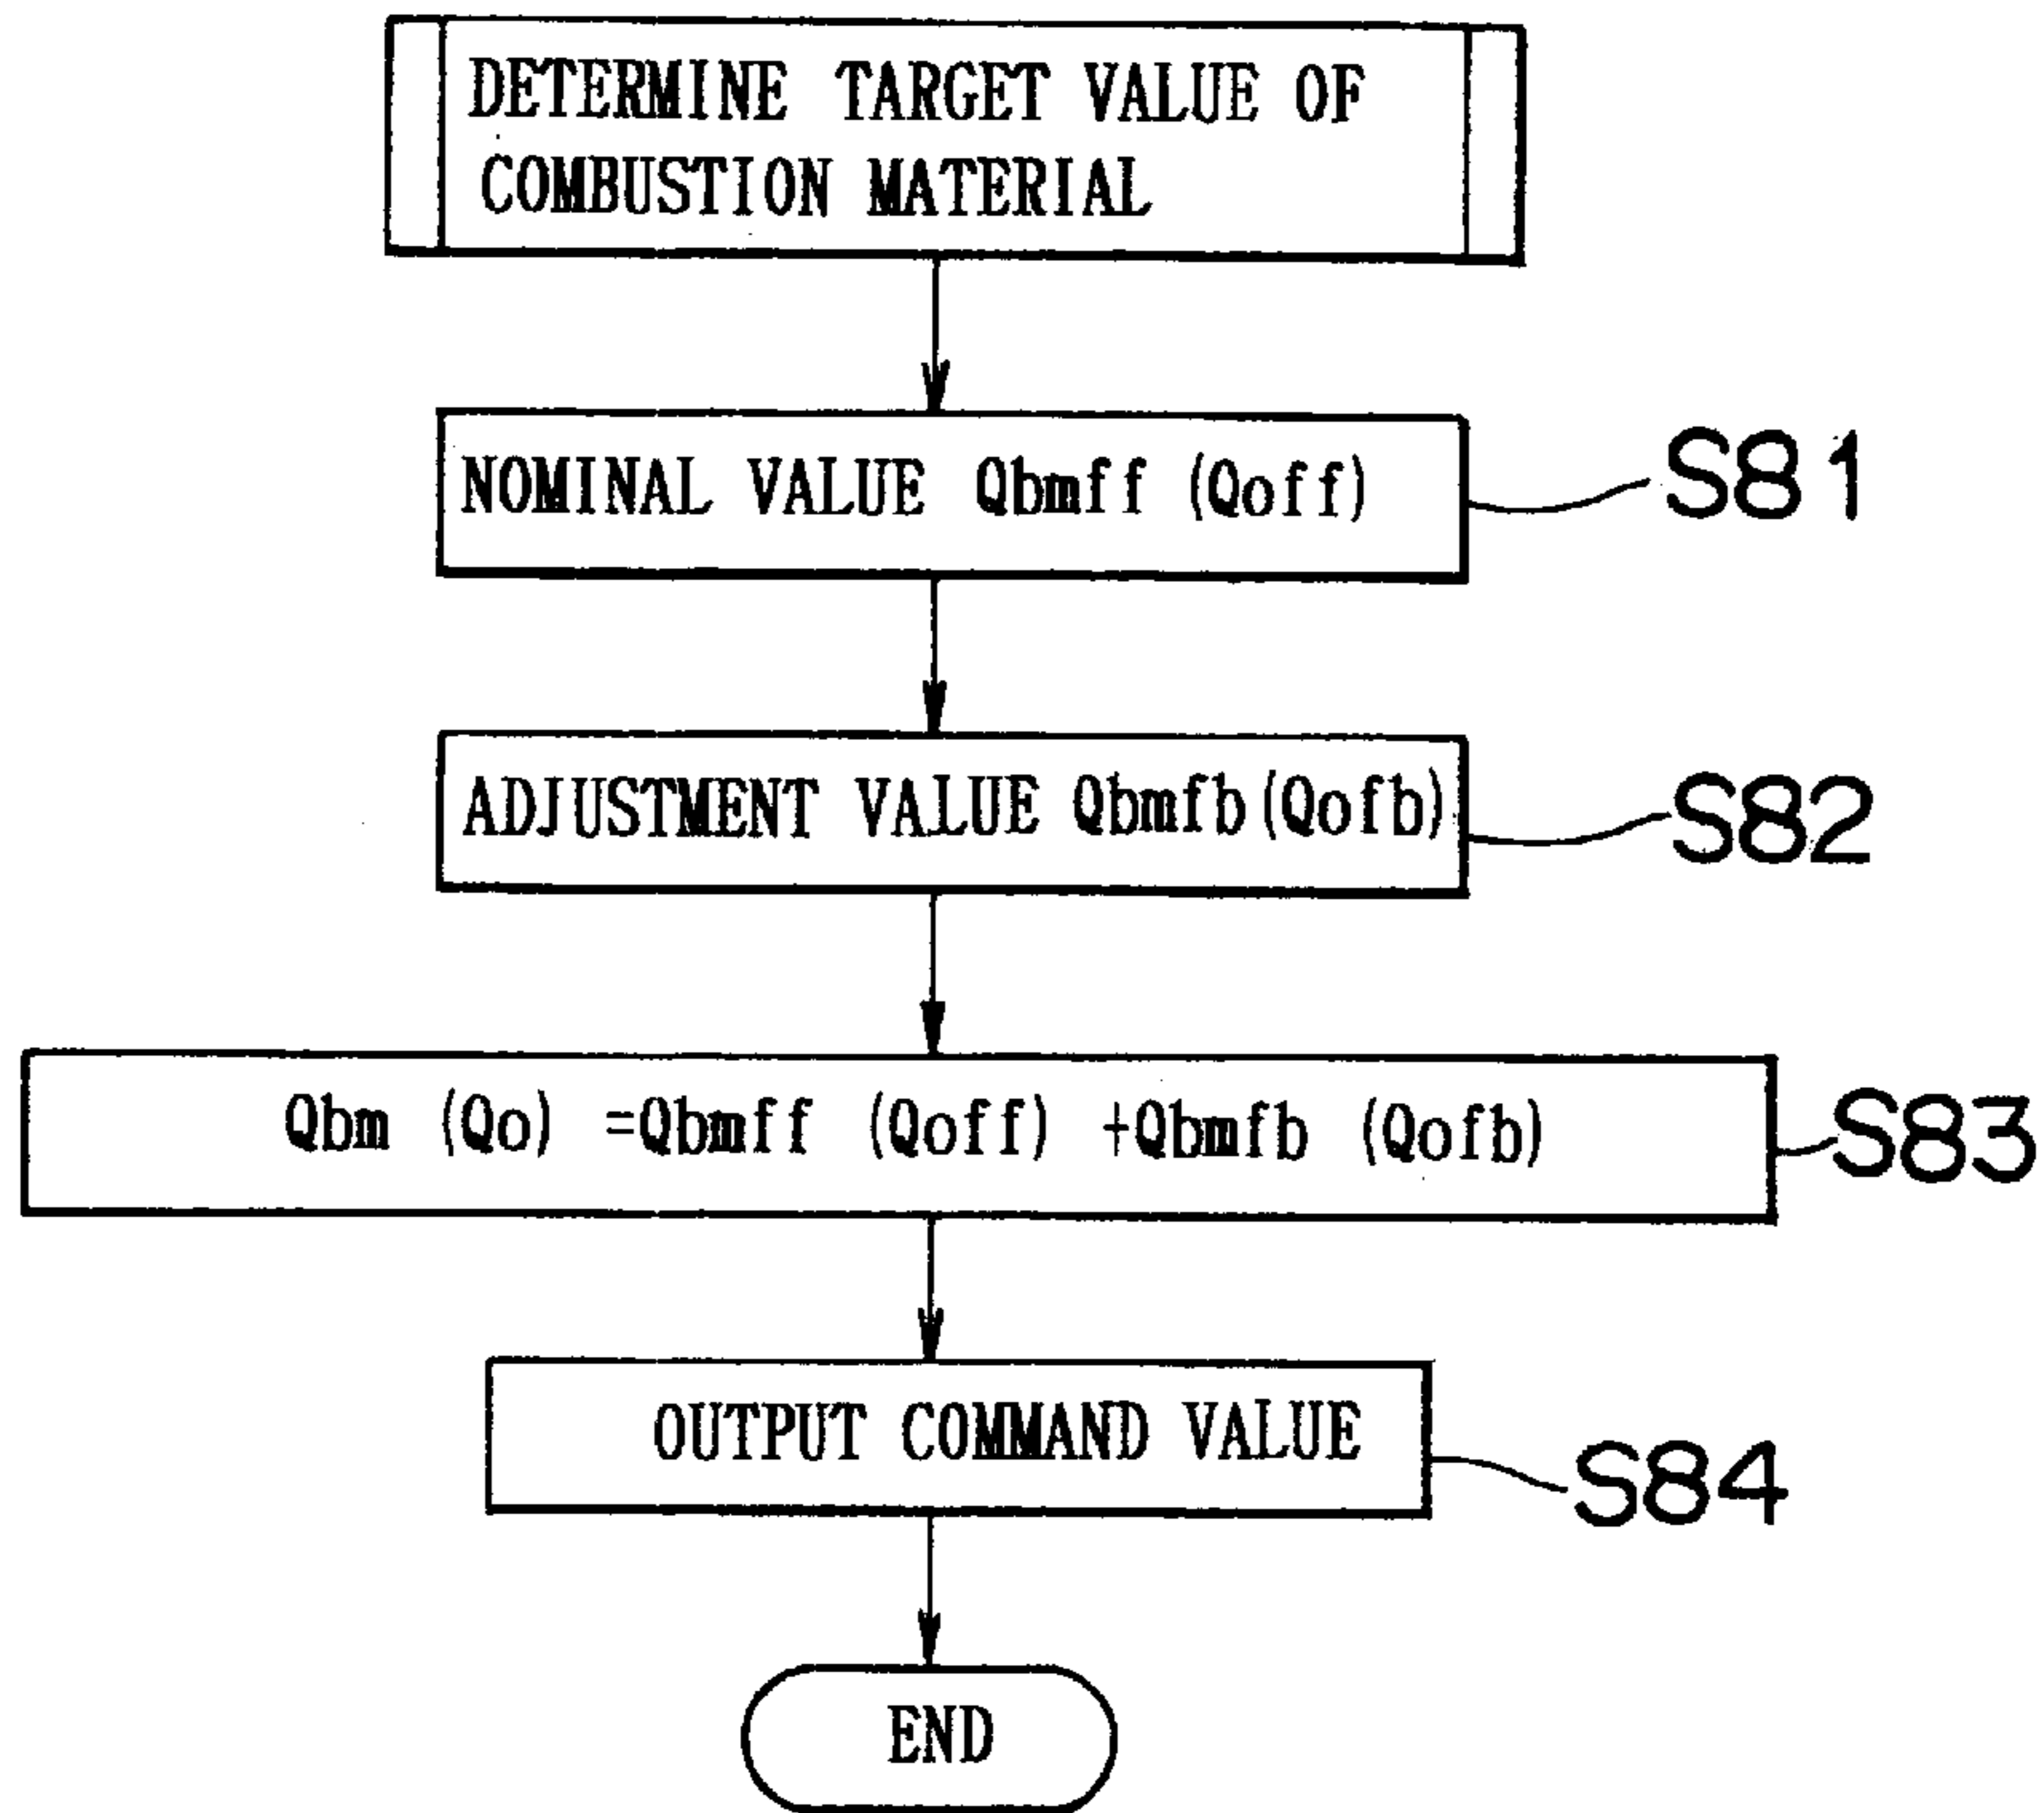 DETERMINE TARGET VALUE OF
COMBUSTION MATERIAL
NOMINAL VALUE Qbmff (Qoff)
S81
ADJUSTMENT VALUE Qbmfb(Qofb)
S82
Qbm (Qo) =Qbmff (Qoff) +Qbmfb (Qofb)
S83
OUTPUT COMMAND VALUE
S84
END